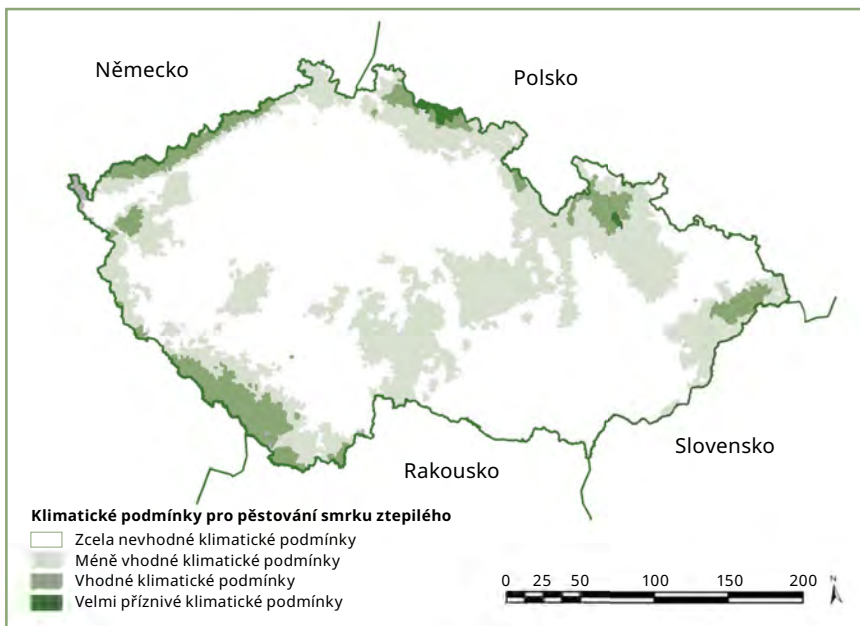 Německo
Polsko
Slovensko
Rakousko
Klimatické podmínky pro pěstování smrku ztepilého
Zcela nevhodné klimatické podmínky
Méně vhodné klimatické podmínky
Vhodné klimatické podmínky
Velmi příznivé klimatické podmínky
0 25 50 100 150 200
N